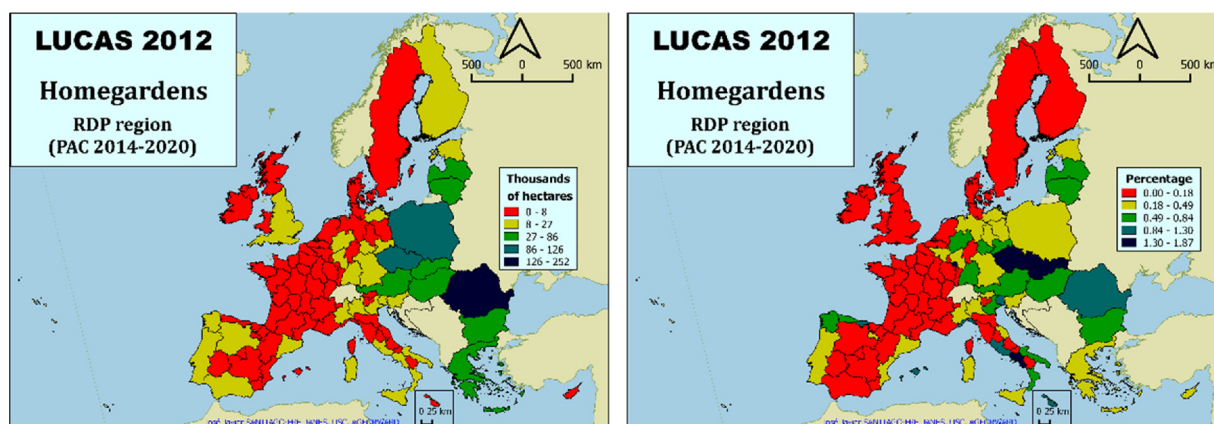 LUCAS 2012
Homegardens
RDP region
(PAC 2014-2020)
500 0 500 km
Thousands
of hectares
0 - 8
8 - 27
27 - 86
86 - 126
126 - 252
0 25 km
LUCAS 2012
Homegardens
RDP region
(PAC 2014-2020)
500 0 500 km
Percentage
0.00 - 0.18
0.18 - 0.49
0.49 - 0.84
0.84 - 1.30
1.30 - 1.87
0 25 km